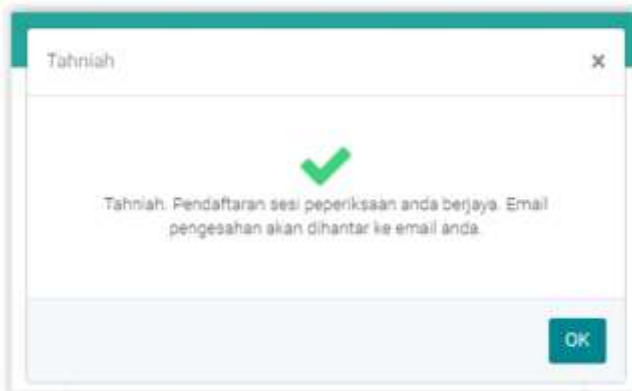 Tahniah
×
Tahniah. Pendaftaran sesi peperiksaan anda berjaya. Email
pengesahan akan dihantar ke email anda.
OK